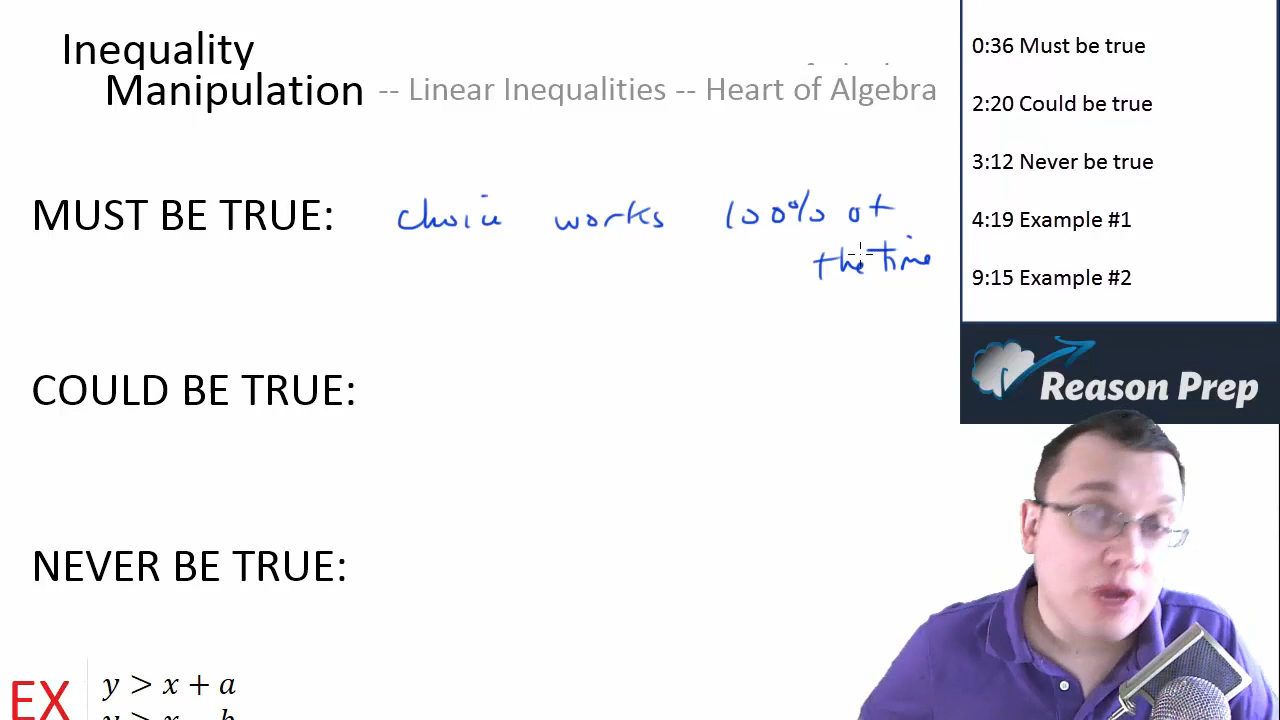 Inequality
Manipulation -- Linear Inequalities -- Heart of Algebra
MUST BE TRUE: choice works 100% of
the time
COULD BE TRUE:
NEVER BE TRUE:
EX
y > x + a
0:36 Must be true
2:20 Could be true
3:12 Never be true
4:19 Example #1
9:15 Example #2
Reason Prep